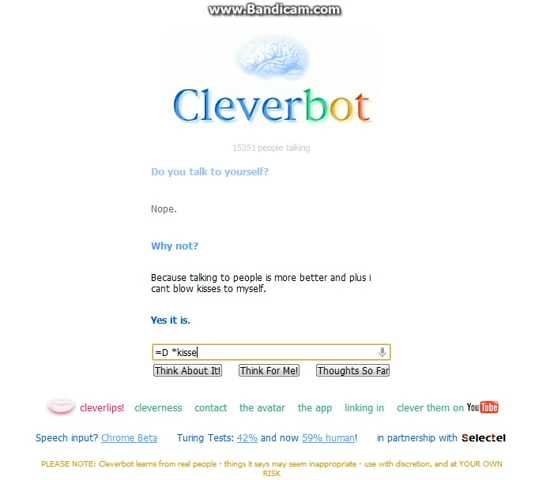 www.Bandicam.com
Cleverbot
15351 people talking
Do you talk to yourself?
Nope.
Why not?
Because talking to people is more better and plus i
cant blow kisses to myself.
Yes it is.
=D *kisse
Think About It! Think For Me! Thoughts So Far
cleverlips! cleverness contact the avatar the app linking in clever them on YouTube
Speech input? Chrome Beta Turing Tests: 42% and now 59% human! in partnership with Selectel
PLEASE NOTE: Cleverbot learns from real people - things it says may seem inappropriate - use with discretion, and at YOUR OWN
RISK